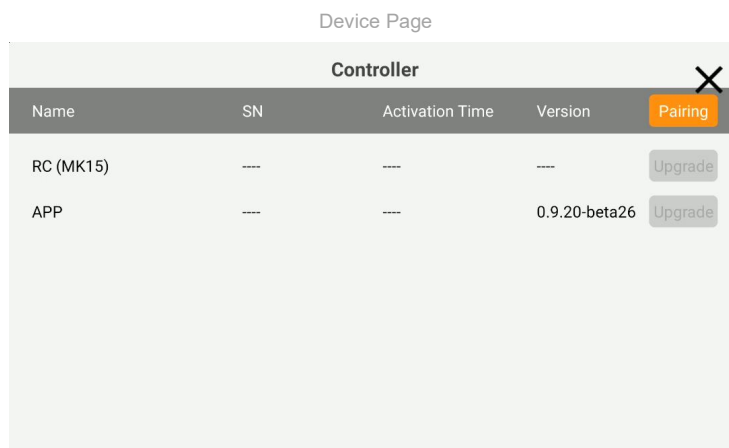 Device Page
Controller
Name SN Activation Time Version Pairing
RC (MK15) ---- ---- ---- Upgrade
APP ---- ---- 0.9.20-beta26 Upgrade